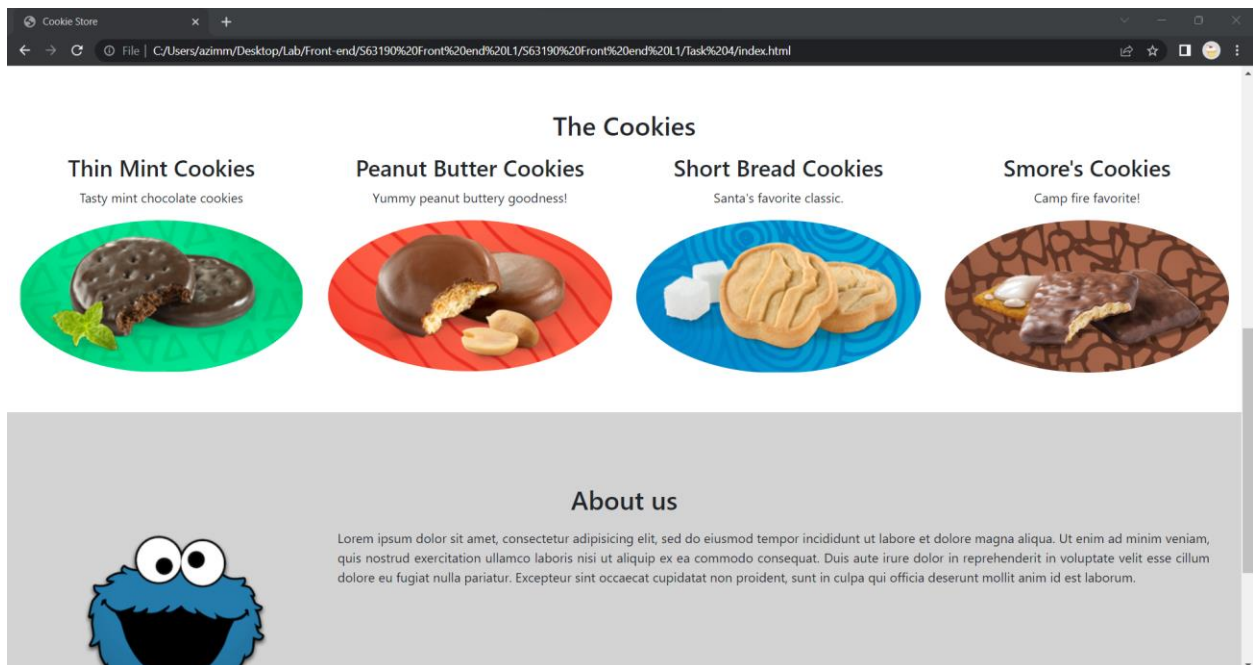 Cookie Store
File | C:/Users/azimm/Desktop/Lab/Front-end/S63190%20Front%20end%20L1/S63190%20Front%20end%20L1/Task%204/index.html
The Cookies
Thin Mint Cookies
Tasty mint chocolate cookies
Peanut Butter Cookies
Yummy peanut buttery goodness!
Short Bread Cookies
Santa's favorite classic.
Smore's Cookies
Camp fire favorite!
About us
Lorem ipsum dolor sit amet, consectetur adipisicing elit, sed do eiusmod tempor incididunt ut labore et dolore magna aliqua. Ut enim ad minim veniam,
quis nostrud exercitation ullamco laboris nisi ut aliquip ex ea commodo consequat. Duis aute irure dolor in reprehenderit in voluptate velit esse cillum
dolore eu fugiat nulla pariatur. Excepteur sint occaecat cupidatat non proident, sunt in culpa qui officia deserunt mollit anim id est laborum.